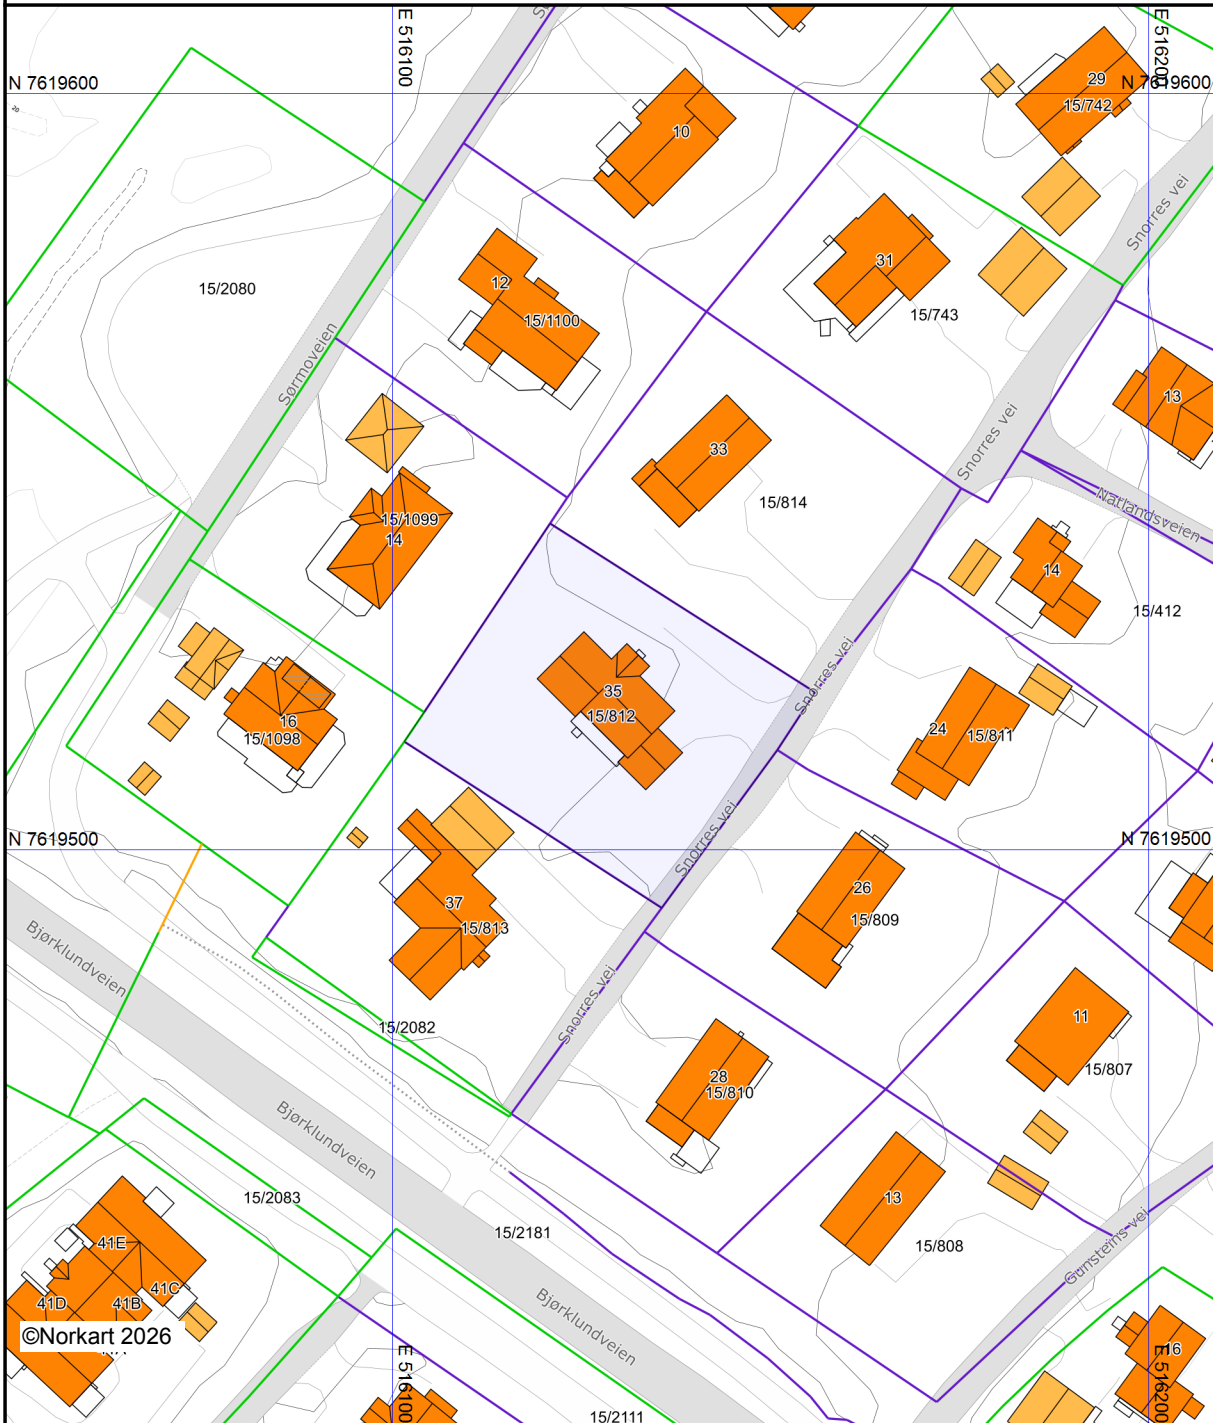 E 516100
E 516200
N 7619600
N 7619600
29
15/742
20
10
Snorres vei
31
15/743
12
15/1100
15/2080
Sørmoveien
13
Snorres vei
33
15/814
Natlandsveien
15/1099
14
14
15/412
35
15/812
Snorres vei
16
15/1098
24
15/811
N 7619500
N 7619500
Snorres vei
26
15/809
37
15/813
Bjørklundveien
Snorres vei
11
15/807
15/2082
28
15/810
Bjørklundveien
13
15/808
15/2083
15/2181
Gunsteins vei
41E
41C
41D
41B
Bjørklundveien
©Norkart 2026
16
E 516100
E 516200
15/2111